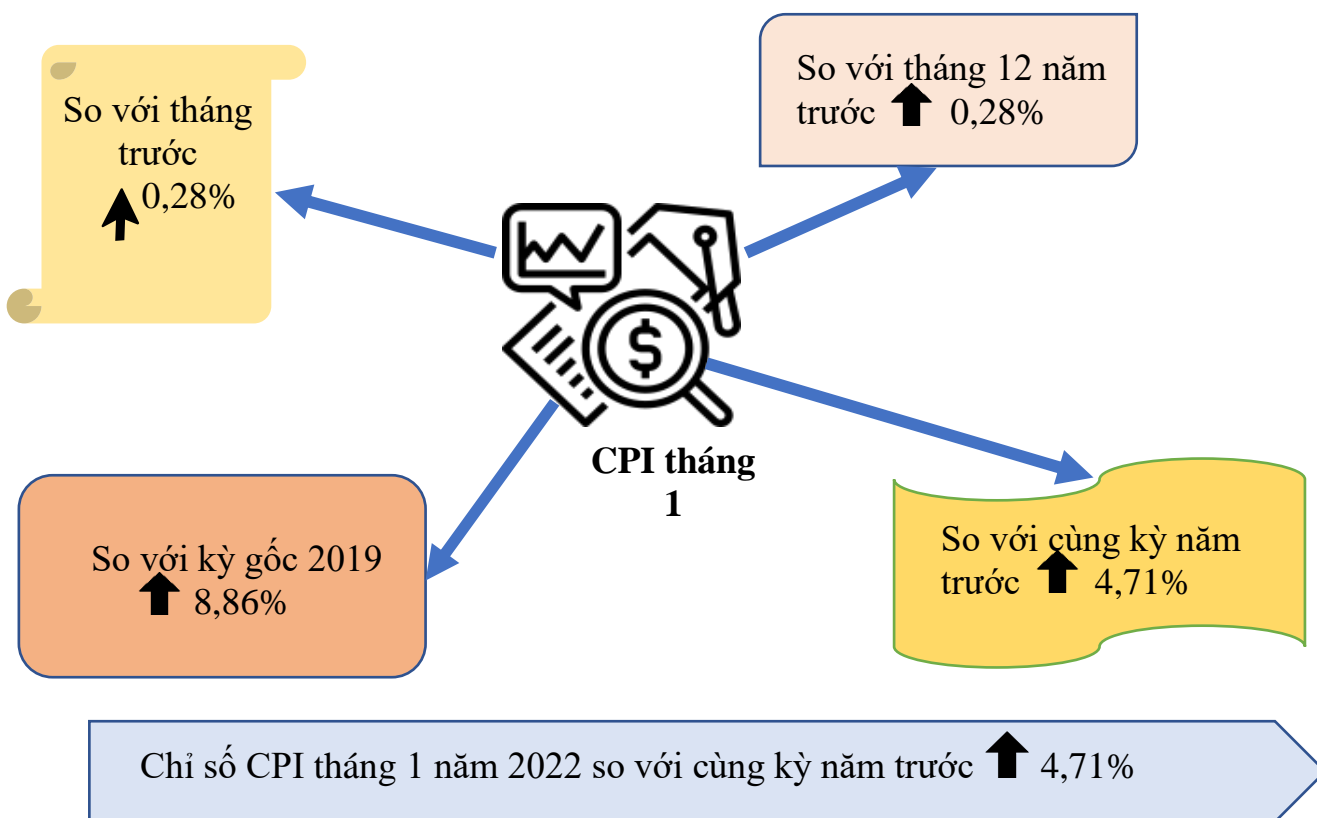 So với tháng
trước
0,28%
So với tháng 12 năm
trước 0,28%
$
CPI tháng
1
So với kỳ gốc 2019
8,86%
So với cùng kỳ năm
trước 4,71%
Chỉ số CPI tháng 1 năm 2022 so với cùng kỳ năm trước 4,71%